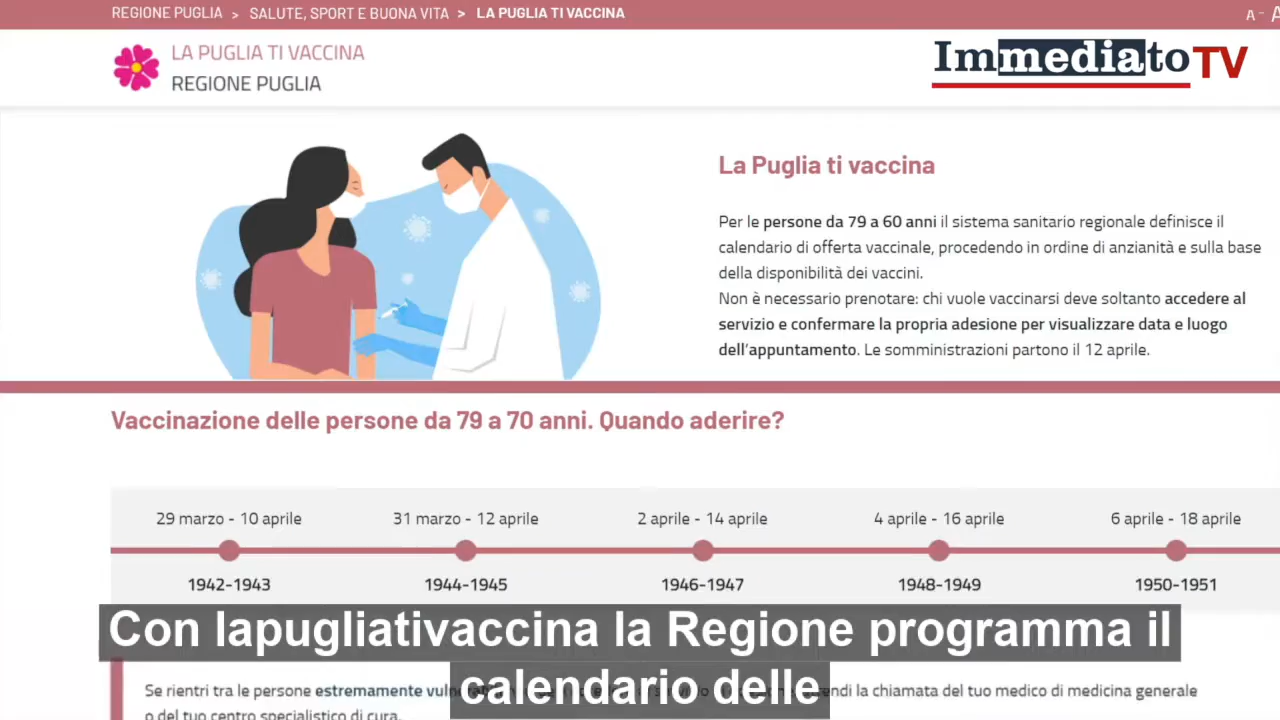 REGIONE PUGLIA > SALUTE, SPORT E BUONA VITA > LA PUGLIA TI VACCINA
A- A
LA PUGLIA TI VACCINA
REGIONE PUGLIA
ImmediatoTV
La Puglia ti vaccina
Per le persone da 79 a 60 anni il sistema sanitario regionale definisce il
calendario di offerta vaccinale, procedendo in ordine di anzianità e sulla base
della disponibilità dei vaccini.
Non è necessario prenotare: chi vuole vaccinarsi deve soltanto accedere al
servizio e confermare la propria adesione per visualizzare data e luogo
dell'appuntamento. Le somministrazioni partono il 12 aprile.
Vaccinazione delle persone da 79 a 70 anni. Quando aderire?
29 marzo - 10 aprile 31 marzo - 12 aprile 2 aprile - 14 aprile 4 aprile - 16 aprile 6 aprile - 18 aprile
1942-1943 1944-1945 1946-1947 1948-1949 1950-1951
Con lapugliativaccina la Regione programma il
calendario delle
Se rientri tra le persone estremamente la chiamata del tuo medico di medicina generale
o del tuo centro specialistico di cura.